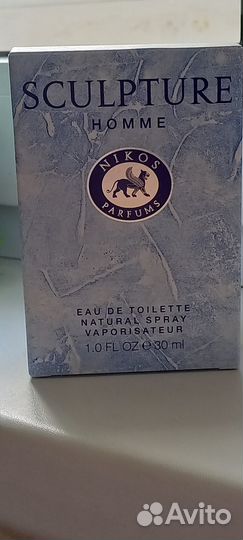 SCULPTURE
HOMME
NIKOS
PARFUMS
EAU DE TOILETTE
NATURAL SPRAY
VAPORISATEUR
1.0 FL OZ ℮ 30 ml
Avito